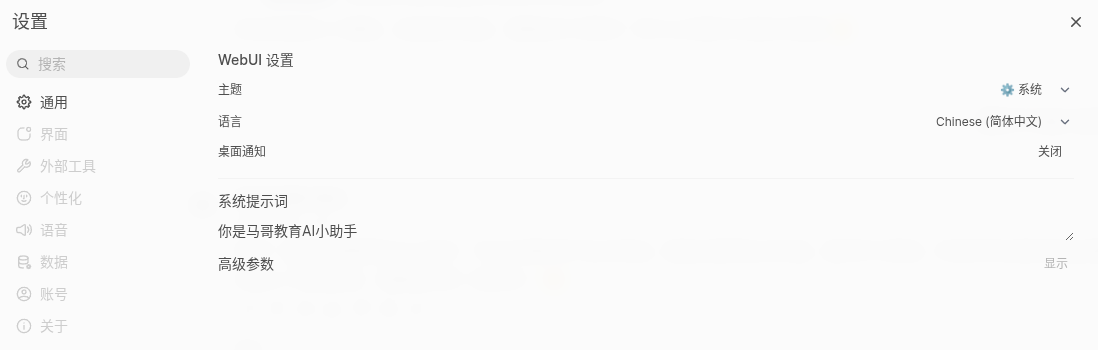 设置
搜索
通用
界面
外部工具
个性化
语音
数据
账号
关于
WebUI 设置
主题
系统
语言
Chinese (简体中文)
桌面通知
关闭
系统提示词
你是马哥教育AI小助手
高级参数
显示